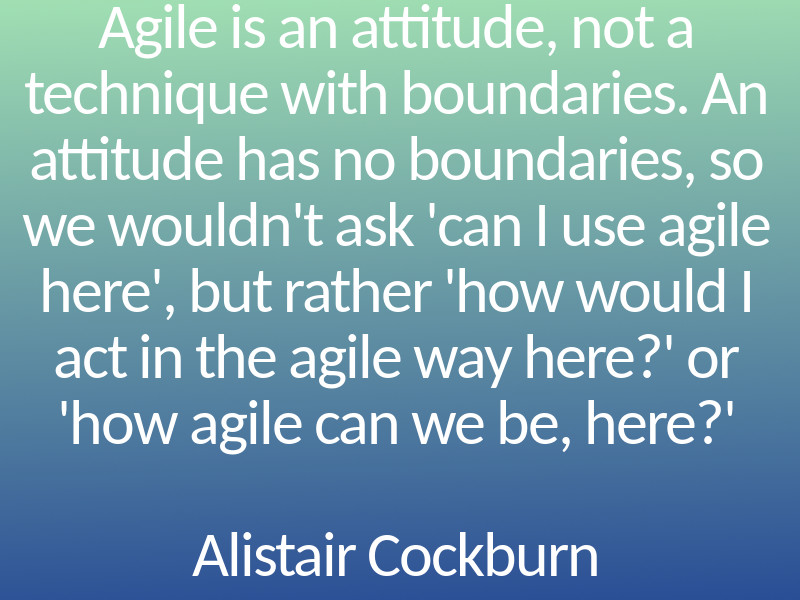 Agile is an attitude, not a
technique with boundaries. An
attitude has no boundaries, so
we wouldn't ask 'can I use agile
here', but rather 'how would I
act in the agile way here?' or
'how agile can we be, here?'
Alistair Cockburn